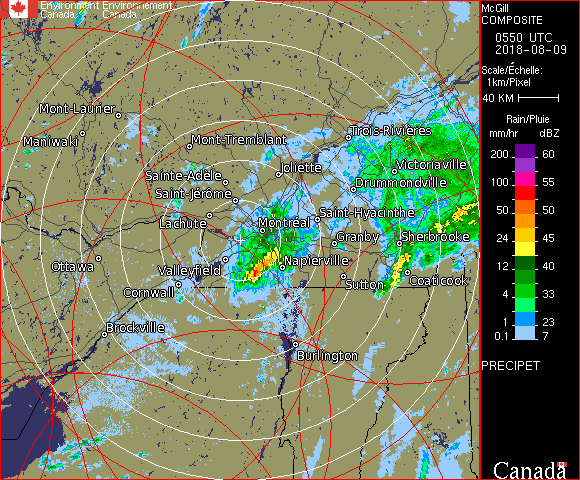 Environment Environnement
Canada Canada
McGill
COMPOSITE
0550 UTC
2018-08-09
Scale/Échelle:
1km/Pixel
40 KM
Rain/Pluie
mm/hr dBZ
200 60
100 55
50 50
24 45
12 40
4 33
1 23
0.1 7
PRECIPET
Canada
Mont-Laurier
Maniwaki
Mont-Tremblant
Trois-Rivières
Joliette
Victoriaville
Sainte-Adèle
Drummondville
Saint-Jérôme
Lachute
Saint-Hyacinthe
Montréal
Granby
Sherbrooke
Ottawa
Valleyfield
Napierville
Cornwall
Sutton
Coaticook
Brockville
Burlington